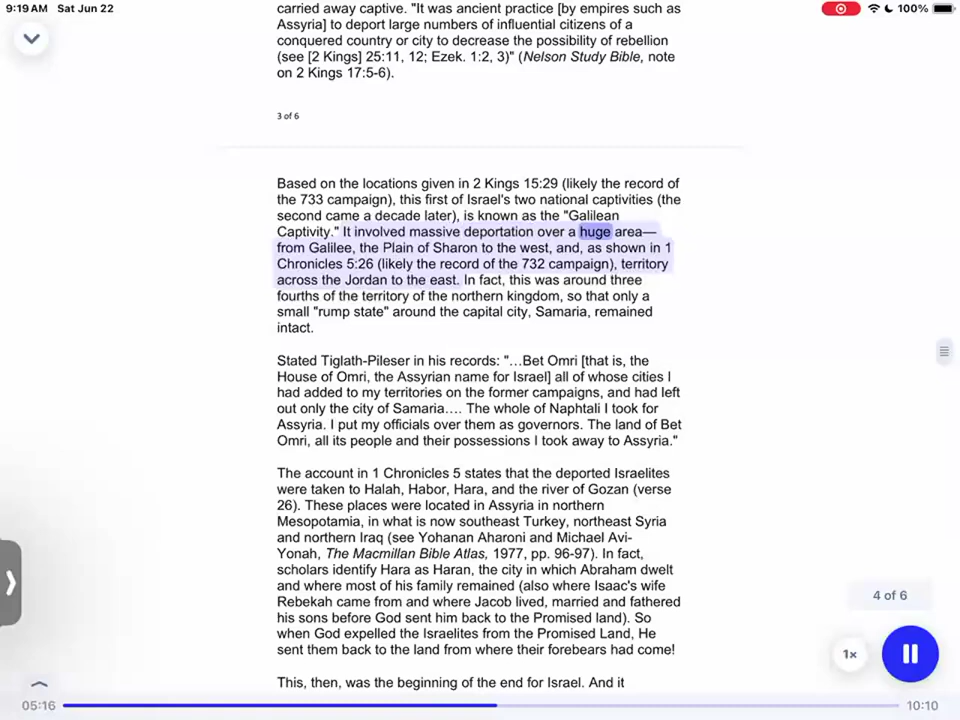 9:19 AM Sat Jun 22
100%
carried away captive. "It was ancient practice [by empires such as
Assyria] to deport large numbers of influential citizens of a
conquered country or city to decrease the possibility of rebellion
(see [2 Kings] 25:11, 12; Ezek. 1:2, 3)" (Nelson Study Bible, note
on 2 Kings 17:5-6).
3 of 6
Based on the locations given in 2 Kings 15:29 (likely the record of
the 733 campaign), this first of Israel's two national captivities (the
second came a decade later), is known as the "Galilean
Captivity." It involved massive deportation over a huge area—
from Galilee, the Plain of Sharon to the west, and, as shown in 1
Chronicles 5:26 (likely the record of the 732 campaign), territory
across the Jordan to the east. In fact, this was around three
fourths of the territory of the northern kingdom, so that only a
small "rump state" around the capital city, Samaria, remained
intact.
Stated Tiglath-Pileser in his records: "…Bet Omri [that is, the
House of Omri, the Assyrian name for Israel] all of whose cities I
had added to my territories on the former campaigns, and had left
out only the city of Samaria…. The whole of Naphtali I took for
Assyria. I put my officials over them as governors. The land of Bet
Omri, all its people and their possessions I took away to Assyria."
The account in 1 Chronicles 5 states that the deported Israelites
were taken to Halah, Habor, Hara, and the river of Gozan (verse
26). These places were located in Assyria in northern
Mesopotamia, in what is now southeast Turkey, northeast Syria
and northern Iraq (see Yohanan Aharoni and Michael Avi-
Yonah, The Macmillan Bible Atlas, 1977, pp. 96-97). In fact,
scholars identify Hara as Haran, the city in which Abraham dwelt
and where most of his family remained (also where Isaac's wife
Rebekah came from and where Jacob lived, married and fathered
his sons before God sent him back to the Promised land). So
when God expelled the Israelites from the Promised Land, He
sent them back to the land from where their forebears had come!
This, then, was the beginning of the end for Israel. And it
4 of 6
1×
05:16
10:10